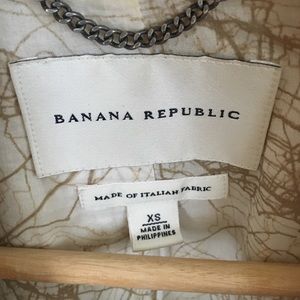 BANANA REPUBLIC
MADE OF ITALIAN FABRIC
XS
MADE IN
PHILIPPINES